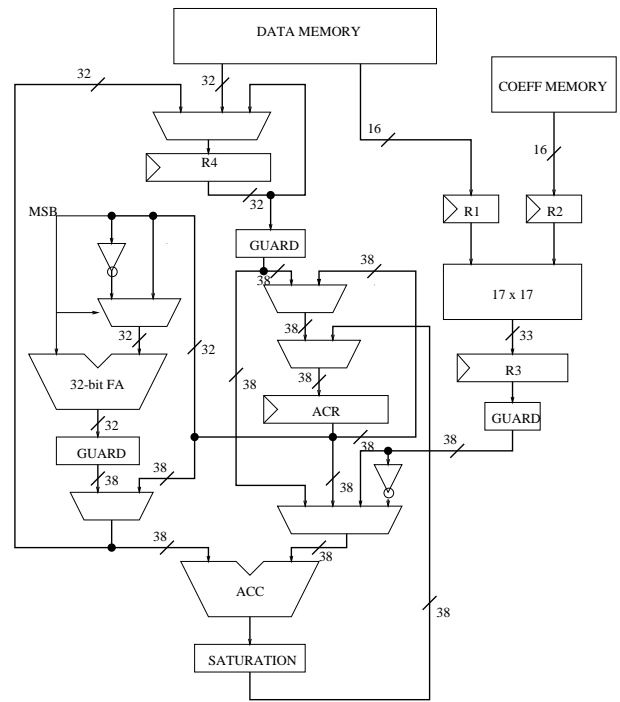 DATA MEMORY
32
32
COEFF MEMORY
16
16
R4
32
MSB
R1
R2
GUARD
38
38
17 x 17
32
38
33
32
32-bit FA
38
38
R3
ACR
32
GUARD
GUARD
38
38
38
38
38
38
38
ACC
38
SATURATION